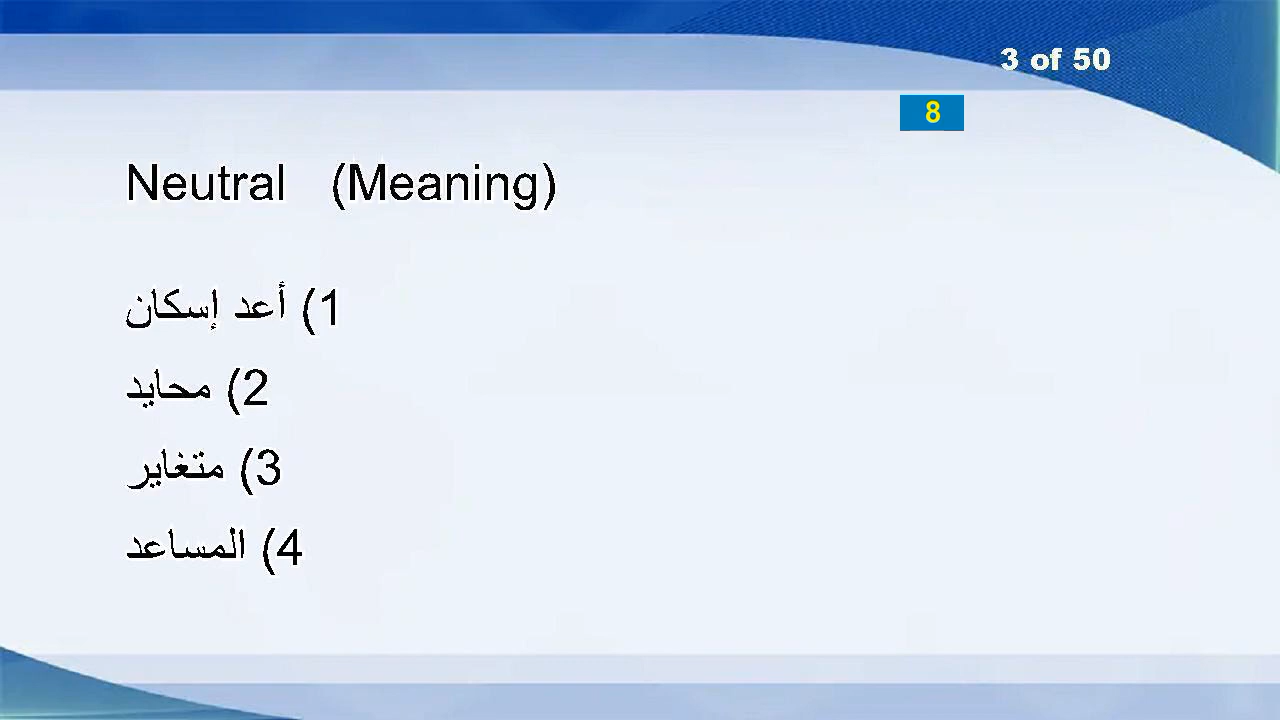 3 of 50
8
Neutral (Meaning)
1) أعد إسكان
2) محايد
3) متغاير
4) المساعد